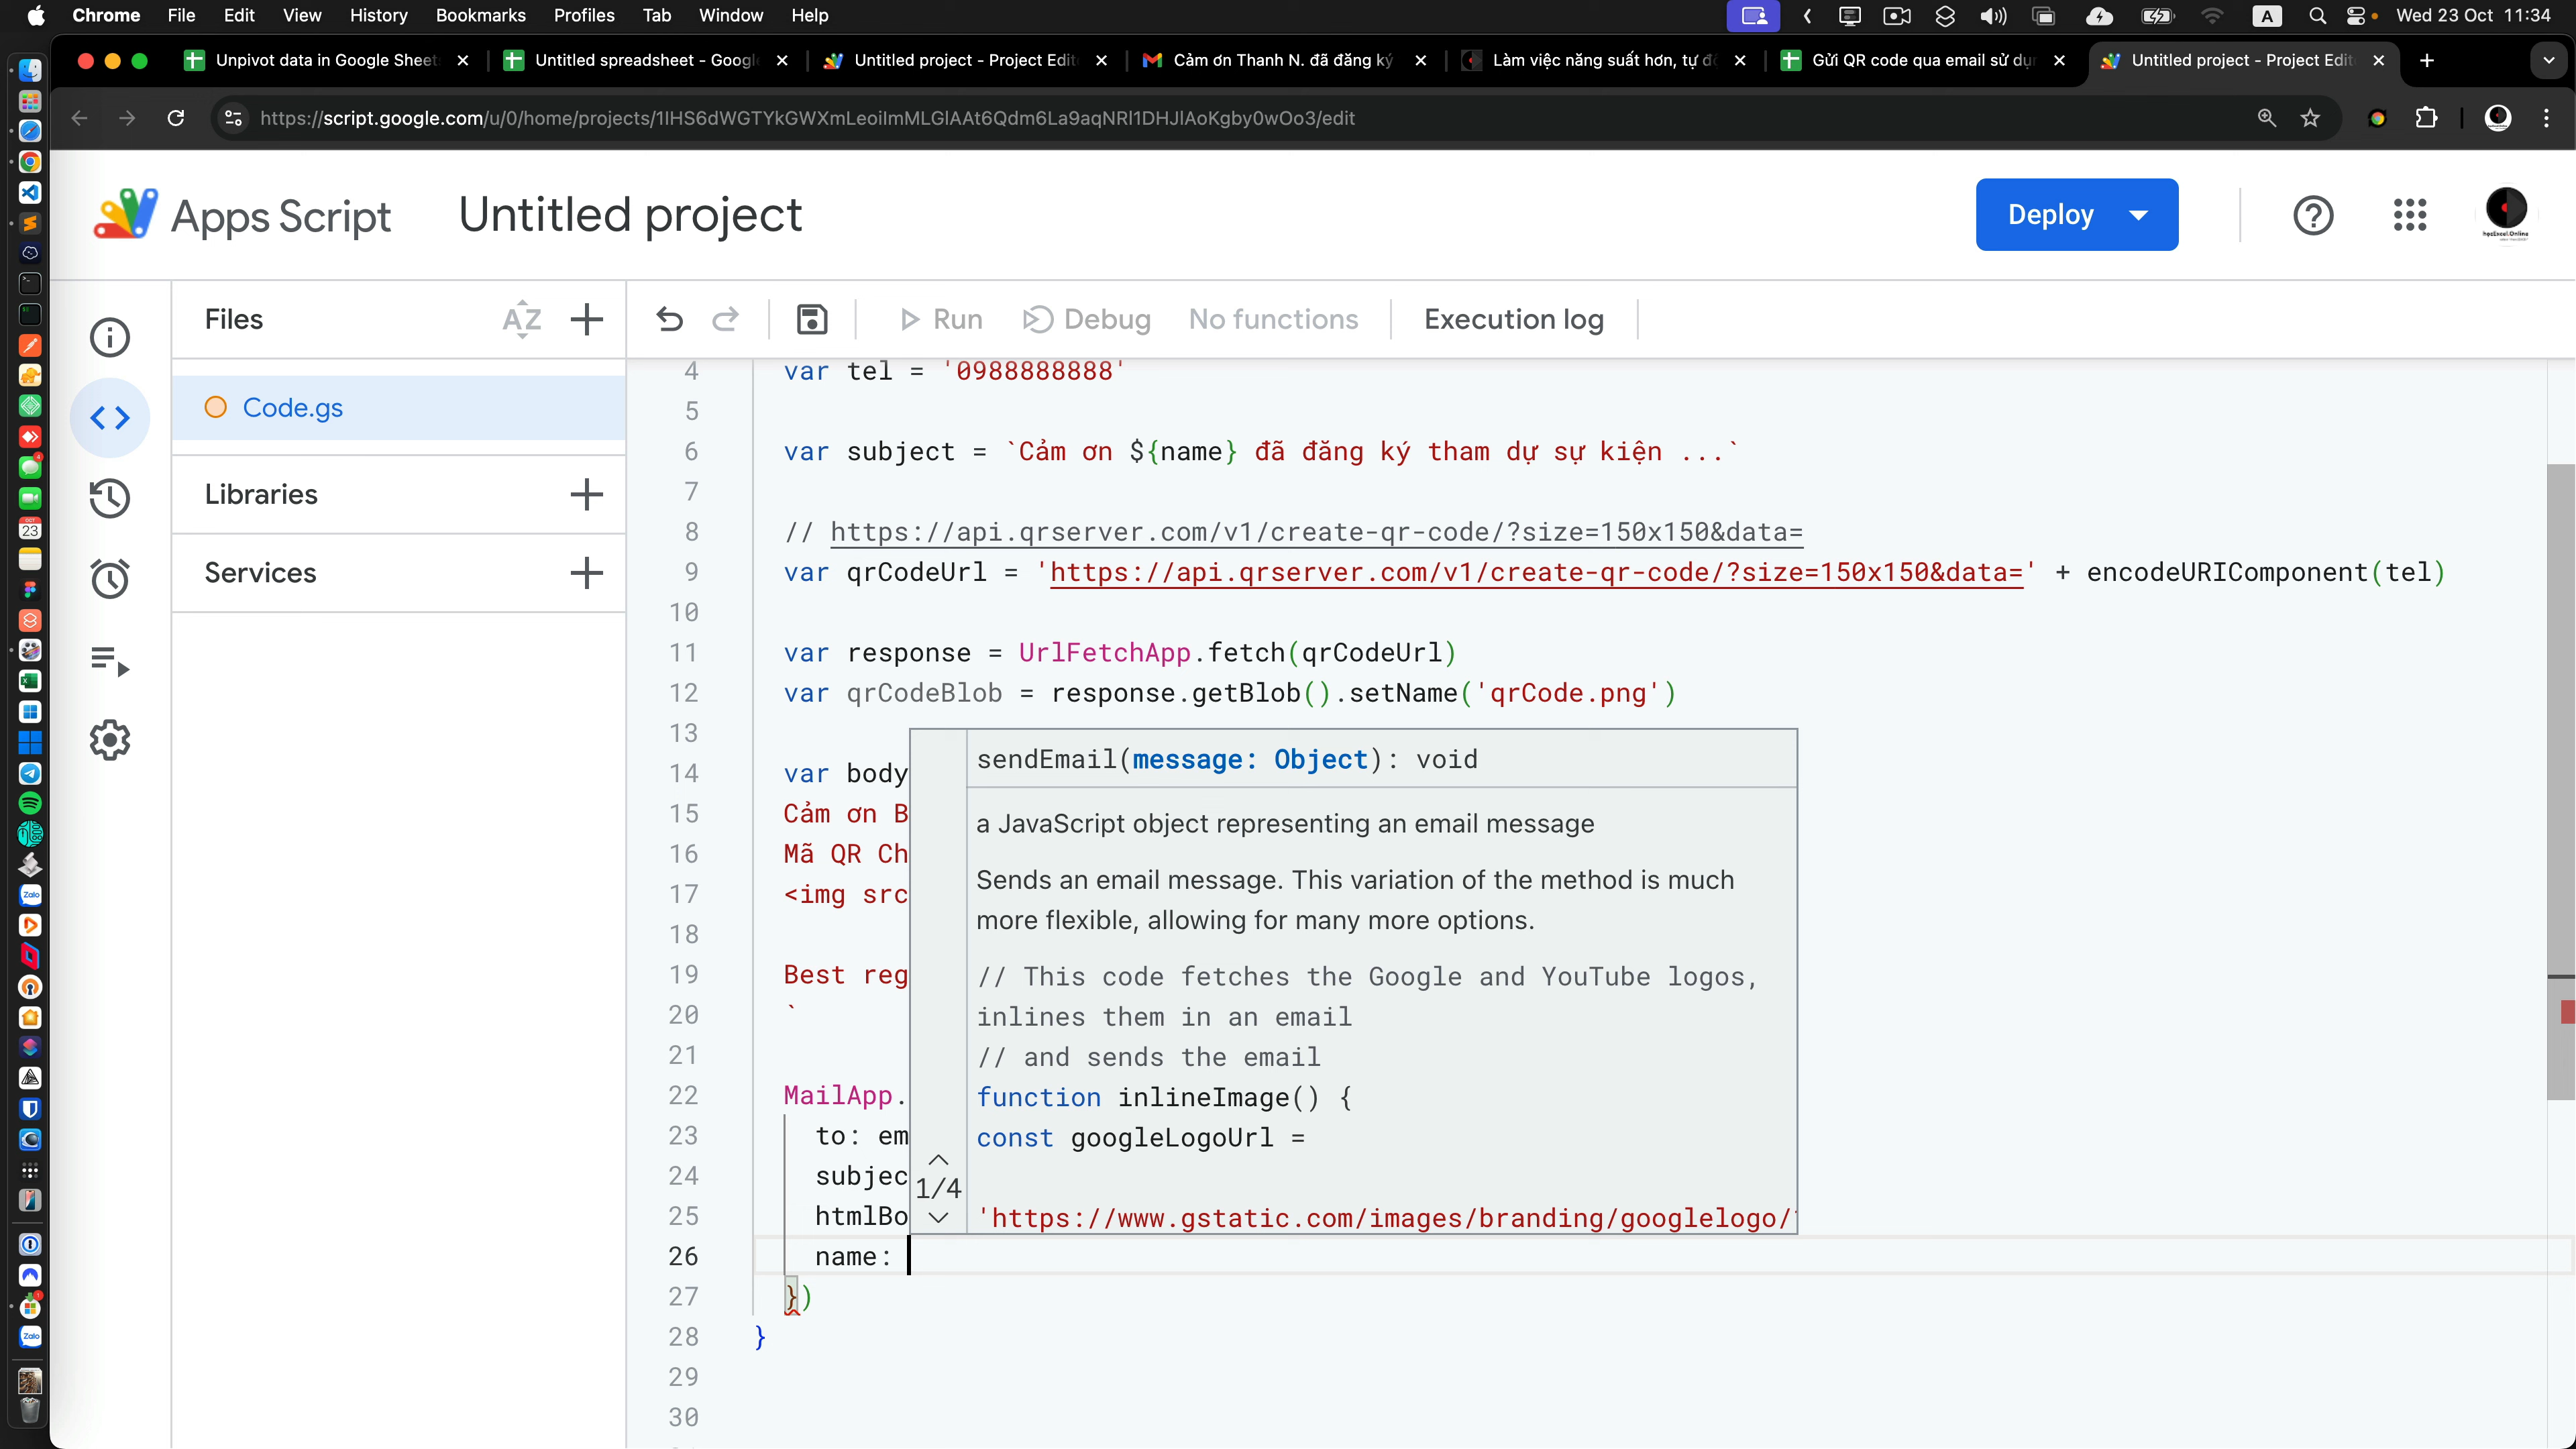 Chrome File Edit View History Bookmarks Profiles Tab Window Help
A
Wed 23 Oct 11:34
Unpivot data in Google Sheet
Untitled spreadsheet - Googl
Untitled project - Project Edit
Cảm ơn Thanh N. đã đăng ký
Làm việc năng suất hơn, tự đ
Gửi QR code qua email sử dụ
Untitled project - Project Edit
https://script.google.com/u/0/home/projects/1IHS6dWGTYkGWXmLeoiImMLGlAAt6Qdm6La9aqNRl1DHJIAoKgby0wOo3/edit
Apps Script Untitled project
Deploy
họcExcel.Online
Files
AZ
Undo Run Debug No functions Execution log
Code.gs
Libraries
Services
4 var tel = '0988888888'
5
6 var subject = `Cảm ơn ${name} đã đăng ký tham dự sự kiện ...`
7
8 // https://api.qrserver.com/v1/create-qr-code/?size=150x150&data=
9 var qrCodeUrl = 'https://api.qrserver.com/v1/create-qr-code/?size=150x150&data=' + encodeURIComponent(tel)
10
11 var response = UrlFetchApp.fetch(qrCodeUrl)
12 var qrCodeBlob = response.getBlob().setName('qrCode.png')
13
14 var body
15 Cảm ơn B
16 Mã QR Ch
17 <img src
18
19 Best reg
20 `
21
22 MailApp.
23 to: em
24 subjec
25 htmlBo
26 name:
27 })
28 }
29
30
sendEmail(message: Object): void
a JavaScript object representing an email message
Sends an email message. This variation of the method is much
more flexible, allowing for many more options.
// This code fetches the Google and YouTube logos,
inlines them in an email
// and sends the email
function inlineImage() {
const googleLogoUrl =
'https://www.gstatic.com/images/branding/googlelogo/
1/4